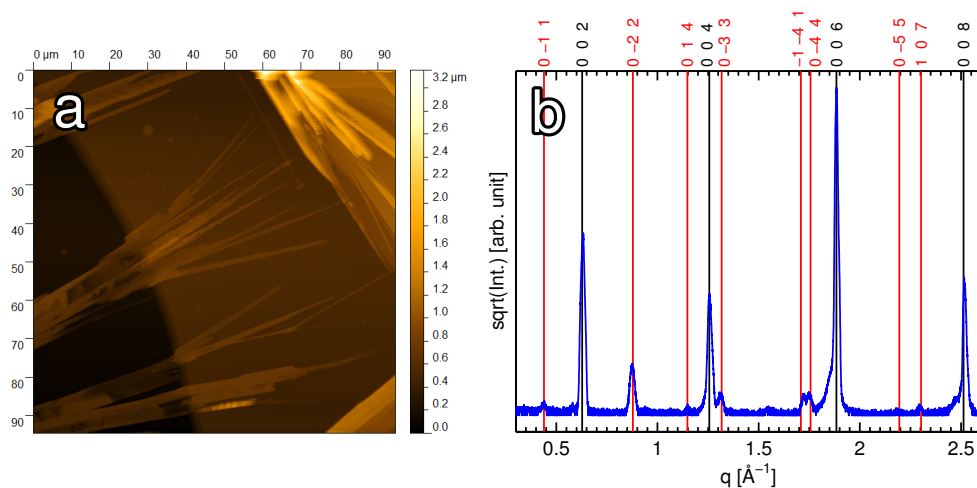 a
0 µm 10 20 30 40 50 60 70 80 90
0
10
20
30
40
50
60
70
80
90
3.2 µm
2.8
2.6
2.4
2.2
2.0
1.8
1.6
1.4
1.2
1.0
0.8
0.6
0.4
0.2
0.0
b
0 −1 1
0 0 2
0 −2 2
0 1 4
0 0 4
0 −3 3
−1 −4 1
0 −4 4
0 0 6
0 −5 5
1 0 7
0 0 8
sqrt(Int.) [arb. unit]
0.5 1 1.5 2 2.5
q [Å⁻¹]